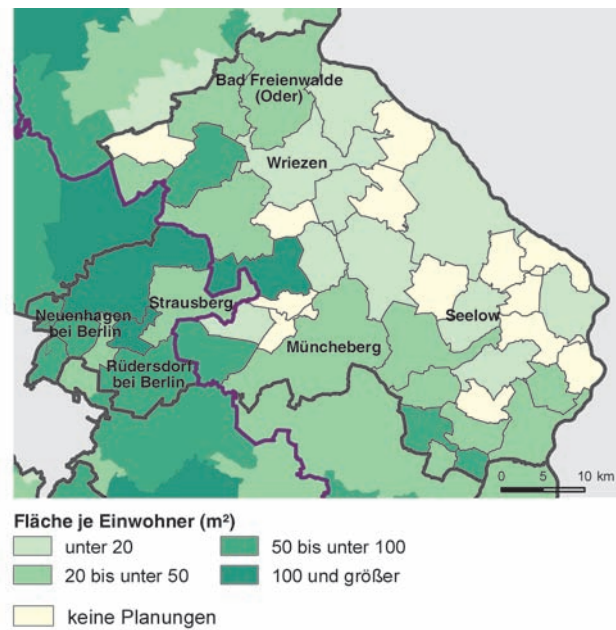 Bad Freienwalde
(Oder)
Wriezen
Strausberg
Neuenhagen
bei Berlin
Seelow
Müncheberg
Rüdersdorf
bei Berlin
0 5 10 km
Fläche je Einwohner (m²)
unter 20
50 bis unter 100
20 bis unter 50
100 und größer
keine Planungen